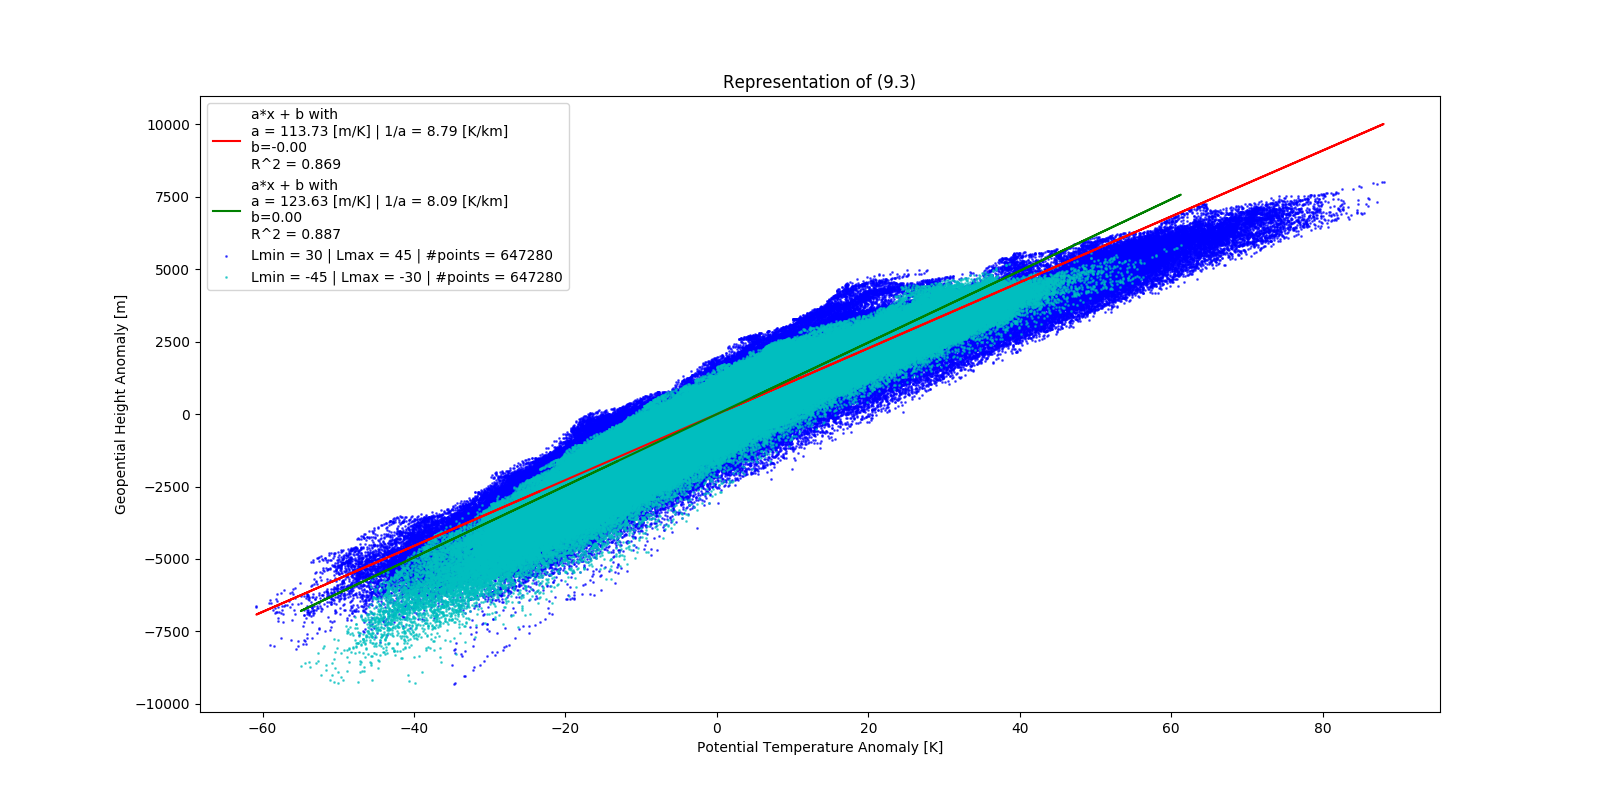 Representation of (9.3)
a*x + b with
a = 113.73 [m/K] | 1/a = 8.79 [K/km]
b=-0.00
R^2 = 0.869
a*x + b with
a = 123.63 [m/K] | 1/a = 8.09 [K/km]
b=0.00
R^2 = 0.887
Lmin = 30 | Lmax = 45 | #points = 647280
Lmin = -45 | Lmax = -30 | #points = 647280
Geopential Height Anomaly [m]
10000
7500
5000
2500
0
−2500
−5000
−7500
−10000
−60
−40
−20
0
20
40
60
80
Potential Temperature Anomaly [K]